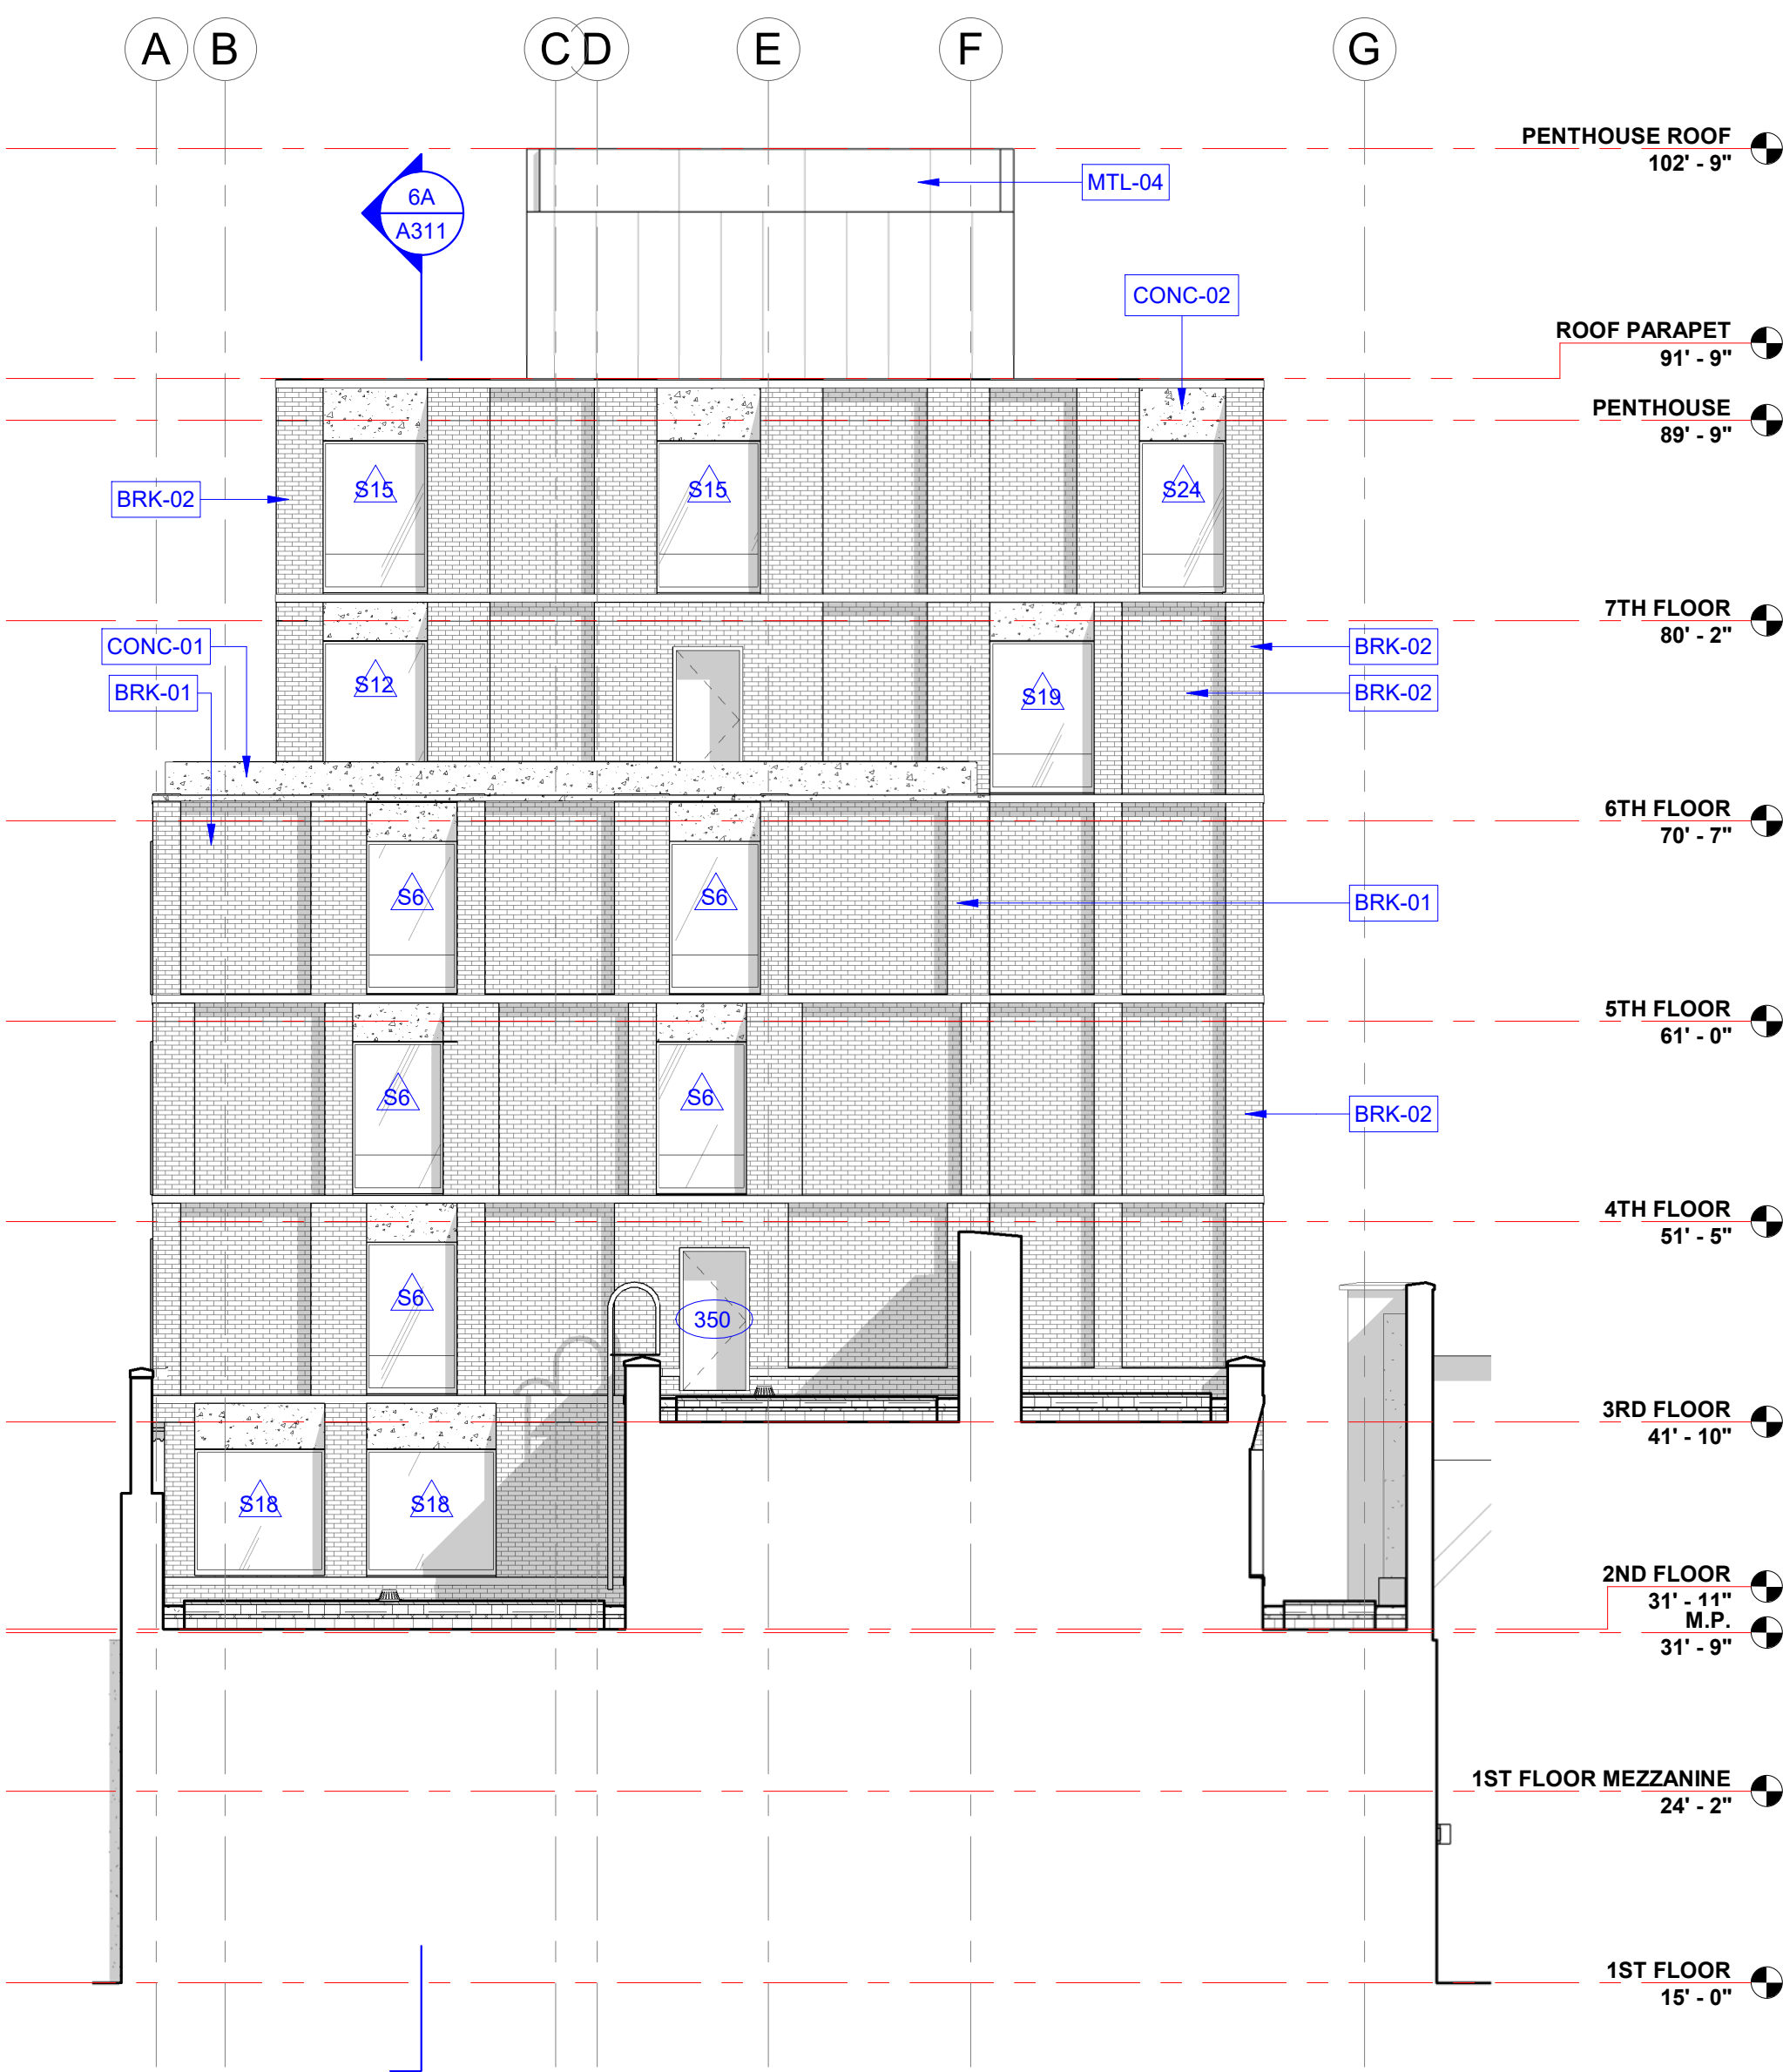 A B C D E F G
PENTHOUSE ROOF
102' - 9"
MTL-04
6A
A311
CONC-02
ROOF PARAPET
91' - 9"
PENTHOUSE
89' - 9"
BRK-02
S15
S15
S24
7TH FLOOR
80' - 2"
CONC-01
BRK-01
S12
S19
BRK-02
BRK-02
6TH FLOOR
70' - 7"
S6
S6
BRK-01
5TH FLOOR
61' - 0"
S6
S6
BRK-02
4TH FLOOR
51' - 5"
S6
350
3RD FLOOR
41' - 10"
S18
S18
2ND FLOOR
31' - 11"
M.P.
31' - 9"
1ST FLOOR MEZZANINE
24' - 2"
1ST FLOOR
15' - 0"